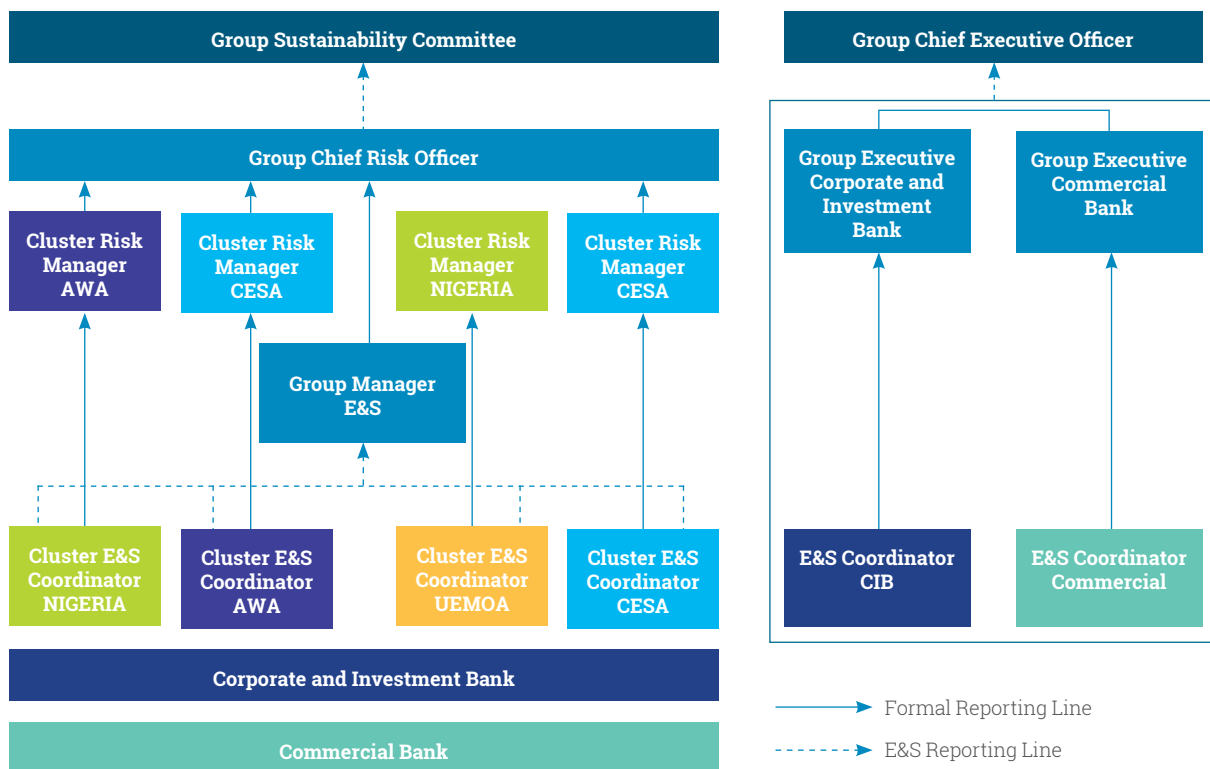 Group Sustainability Committee
Group Chief Executive Officer
Group Chief Risk Officer
Group Executive
Corporate and
Investment
Bank
Group Executive
Commercial
Bank
Cluster Risk
Manager
AWA
Cluster Risk
Manager
CESA
Cluster Risk
Manager
NIGERIA
Cluster Risk
Manager
CESA
Group Manager
E&S
Cluster E&S
Coordinator
NIGERIA
Cluster E&S
Coordinator
AWA
Cluster E&S
Coordinator
UEMOA
Cluster E&S
Coordinator
CESA
E&S Coordinator
CIB
E&S Coordinator
Commercial
Corporate and Investment Bank
Commercial Bank
Formal Reporting Line
E&S Reporting Line